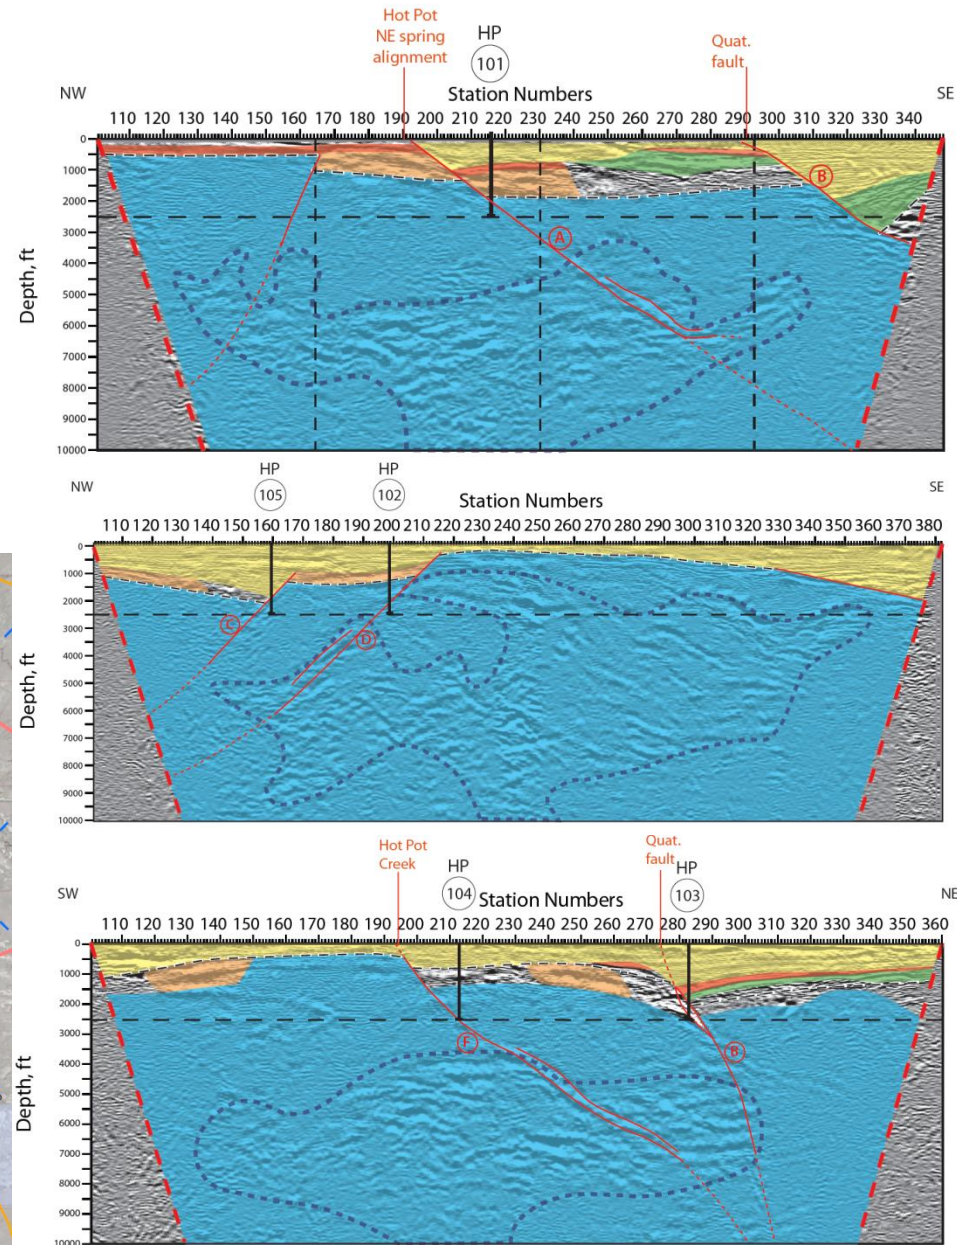 Hot Pot
NE spring
alignment
HP
101
Quat.
fault
NW
Station Numbers
SE
110 120 130 140 150 160 170 180 190 200 210 220 230 240 250 260 270 280 290 300 310 320 330 340
Depth, ft
0
1000
2000
3000
4000
5000
6000
7000
8000
9000
10000
A
B
HP
105
HP
102
NW
Station Numbers
SE
110 120 130 140 150 160 170 180 190 200 210 220 230 240 250 260 270 280 290 300 310 320 330 340 350 360 370 380
Depth, ft
0
1000
2000
3000
4000
5000
6000
7000
8000
9000
10000
C
D
Hot Pot
Creek
HP
104
Quat.
fault
HP
103
SW
Station Numbers
NE
110 120 130 140 150 160 170 180 190 200 210 220 230 240 250 260 270 280 290 300 310 320 330 340 350 360
Depth, ft
0
1000
2000
3000
4000
5000
6000
7000
8000
9000
10000
F
B